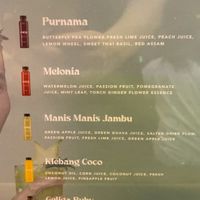 Purnama
BUTTERFLY PEA FLOWER, FRESH LIME JUICE, PEACH JUICE,
LEMON WHEEL, SWEET THAI BASIL, RED ASSAM
Melonia
WATERMELON JUICE, PASSION FRUIT, POMEGRANATE
JUICE, MINT LEAF, TORCH GINGER FLOWER ESSENCE
Manis Manis Jambu
GREEN APPLE JUICE, GREEN GUAVA JUICE, SALTED DRIED PLUM,
PASSION FRUIT, FRESH LIME JUICE, GREEN APPLE
Klebang Coco
COCONUT OIL, CORN JUICE, COCONUT JUICE, FRESH
LEMON JUICE, PINEAPPLE FRUIT